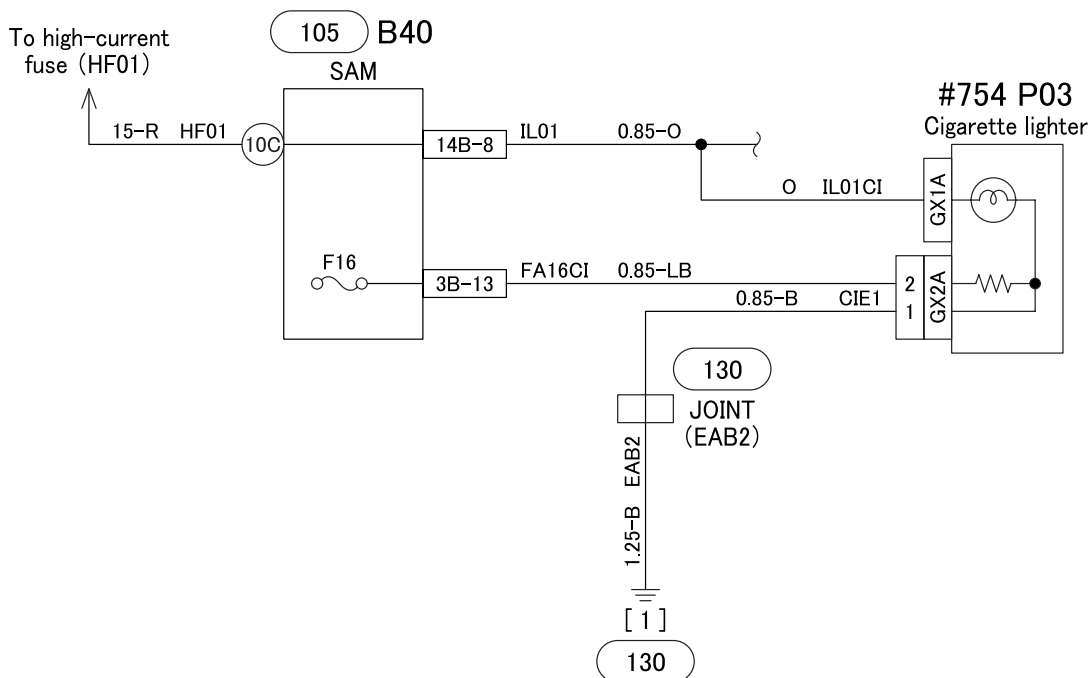 To high-current
fuse (HF01)
105 B40
SAM
#754 P03
Cigarette lighter
15-R HF01
10C
14B-8
IL01 0.85-O
O IL01CI
GX1A
F16
3B-13
FA16CI 0.85-LB
2
0.85-B CIE1
1
GX2A
130
JOINT
(EAB2)
1.25-B EAB2
[1]
130